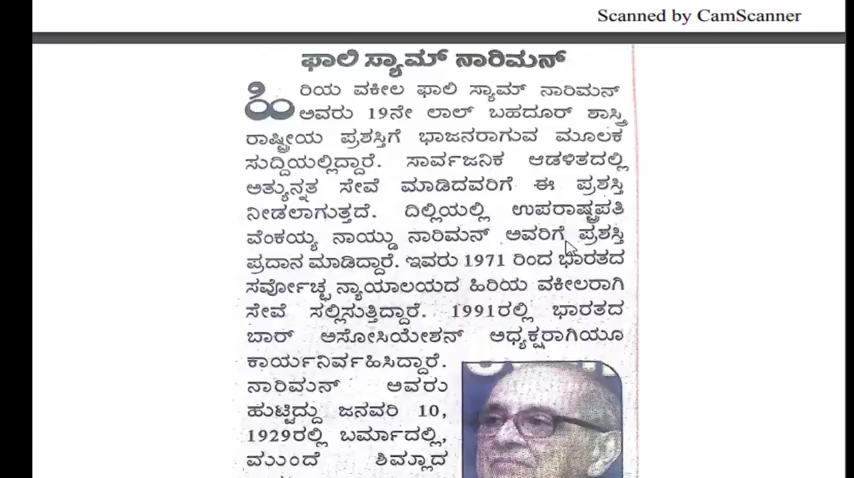 Scanned by CamScanner
ಫಾಲಿ ಸ್ಯಾಮ್ ನಾರಿಮನ್
ಹಿರಿಯ ವಕೀಲ ಫಾಲಿ ಸ್ಯಾಮ್ ನಾರಿಮನ್
ಅವರು 19ನೇ ಲಾಲ್ ಬಹದೂರ್ ಶಾಸ್ತ್ರಿ
ರಾಷ್ಟ್ರೀಯ ಪ್ರಶಸ್ತಿಗೆ ಭಾಜನರಾಗುವ ಮೂಲಕ
ಸುದ್ದಿಯಲ್ಲಿದ್ದಾರೆ. ಸಾರ್ವಜನಿಕ ಆಡಳಿತದಲ್ಲಿ
ಅತ್ಯುನ್ನತ ಸೇವೆ ಮಾಡಿದವರಿಗೆ ಈ ಪ್ರಶಸ್ತಿ
ನೀಡಲಾಗುತ್ತದೆ. ದಿಲ್ಲಿಯಲ್ಲಿ ಉಪರಾಷ್ಟ್ರಪತಿ
ವೆಂಕಯ್ಯ ನಾಯ್ಡು ನಾರಿಮನ್ ಅವರಿಗೆ ಪ್ರಶಸ್ತಿ
ಪ್ರದಾನ ಮಾಡಿದ್ದಾರೆ. ಇವರು 1971 ರಿಂದ ಭಾರತದ
ಸರ್ವೋಚ್ಛ ನ್ಯಾಯಾಲಯದ ಹಿರಿಯ ವಕೀಲರಾಗಿ
ಸೇವೆ ಸಲ್ಲಿಸುತ್ತಿದ್ದಾರೆ. 1991ರಲ್ಲಿ ಭಾರತದ
ಬಾರ್ ಅಸೋಸಿಯೇಶನ್ ಅಧ್ಯಕ್ಷರಾಗಿಯೂ
ಕಾರ್ಯನಿರ್ವಹಿಸಿದ್ದಾರೆ.
ನಾರಿಮನ್ ಅವರು
ಹುಟ್ಟಿದ್ದು ಜನವರಿ 10,
1929ರಲ್ಲಿ ಬರ್ಮಾದಲ್ಲಿ,
ಮುಂದೆ ಶಿಮ್ಲಾದ